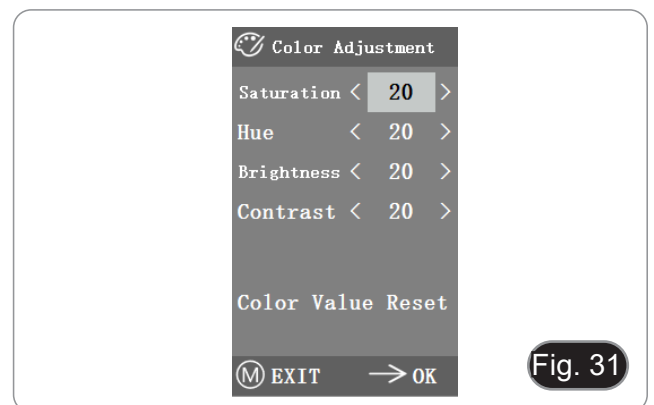 Color Adjustment
Saturation < 20 >
Hue < 20 >
Brightness < 20 >
Contrast < 20 >
Color Value Reset
M EXIT → OK
Fig. 31